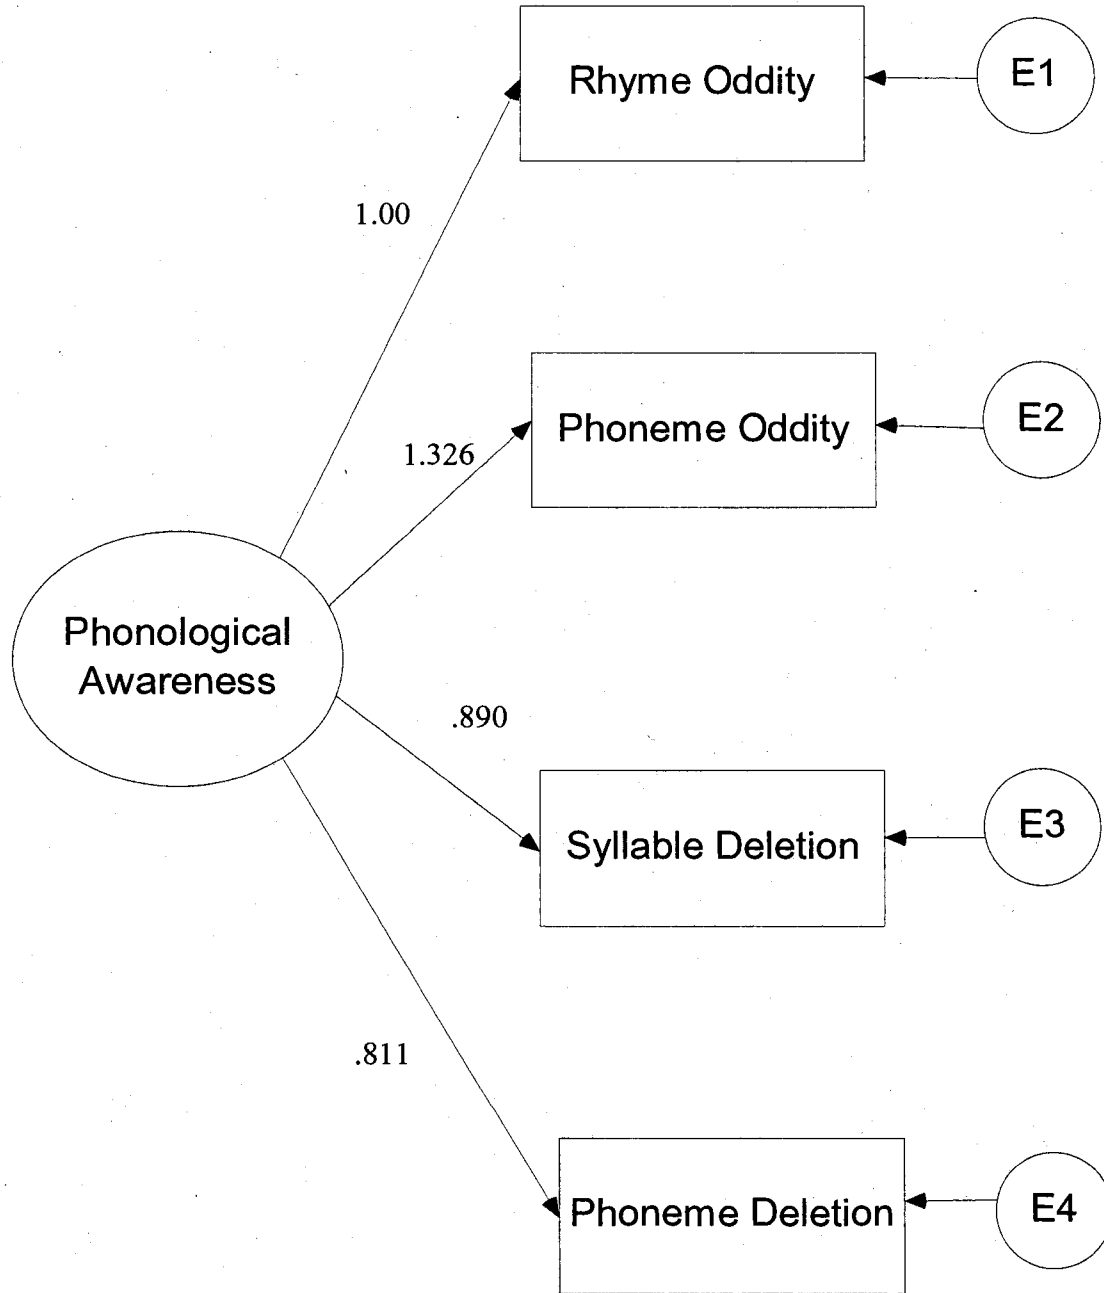 Rhyme Oddity
E1
1.00
Phoneme Oddity
E2
1.326
Phonological
Awareness
.890
Syllable Deletion
E3
.811
Phoneme Deletion
E4